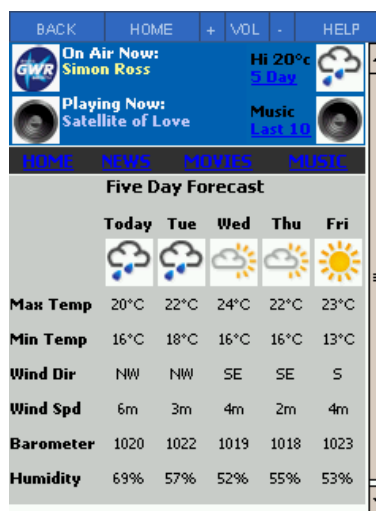 BACK HOME + VOL - HELP
GWR On Air Now: Hi 20°c
Simon Ross 5 Day
Playing Now: Music
Satellite of Love Last 10
HOME NEWS MOVIES MUSIC
Five Day Forecast
Today Tue Wed Thu Fri
Max Temp 20°C 22°C 24°C 22°C 23°C
Min Temp 16°C 18°C 16°C 16°C 13°C
Wind Dir NW NW SE SE S
Wind Spd 6m 3m 4m 2m 4m
Barometer 1020 1022 1019 1018 1023
Humidity 69% 57% 52% 55% 53%